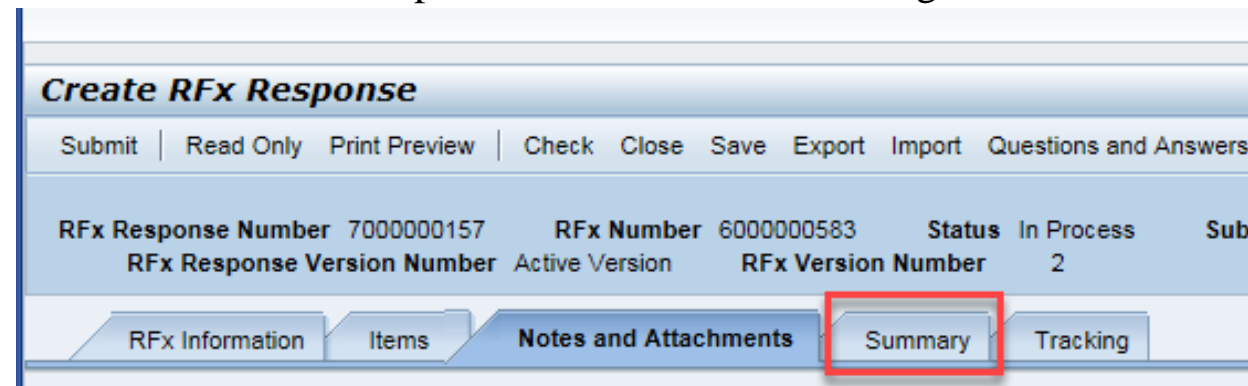 Create RFx Response
Submit Read Only Print Preview Check Close Save Export Import Questions and Answers
RFx Response Number 7000000157 RFx Number 6000000583 Status In Process Sub
RFx Response Version Number Active Version RFx Version Number 2
RFx Information Items Notes and Attachments Summary Tracking